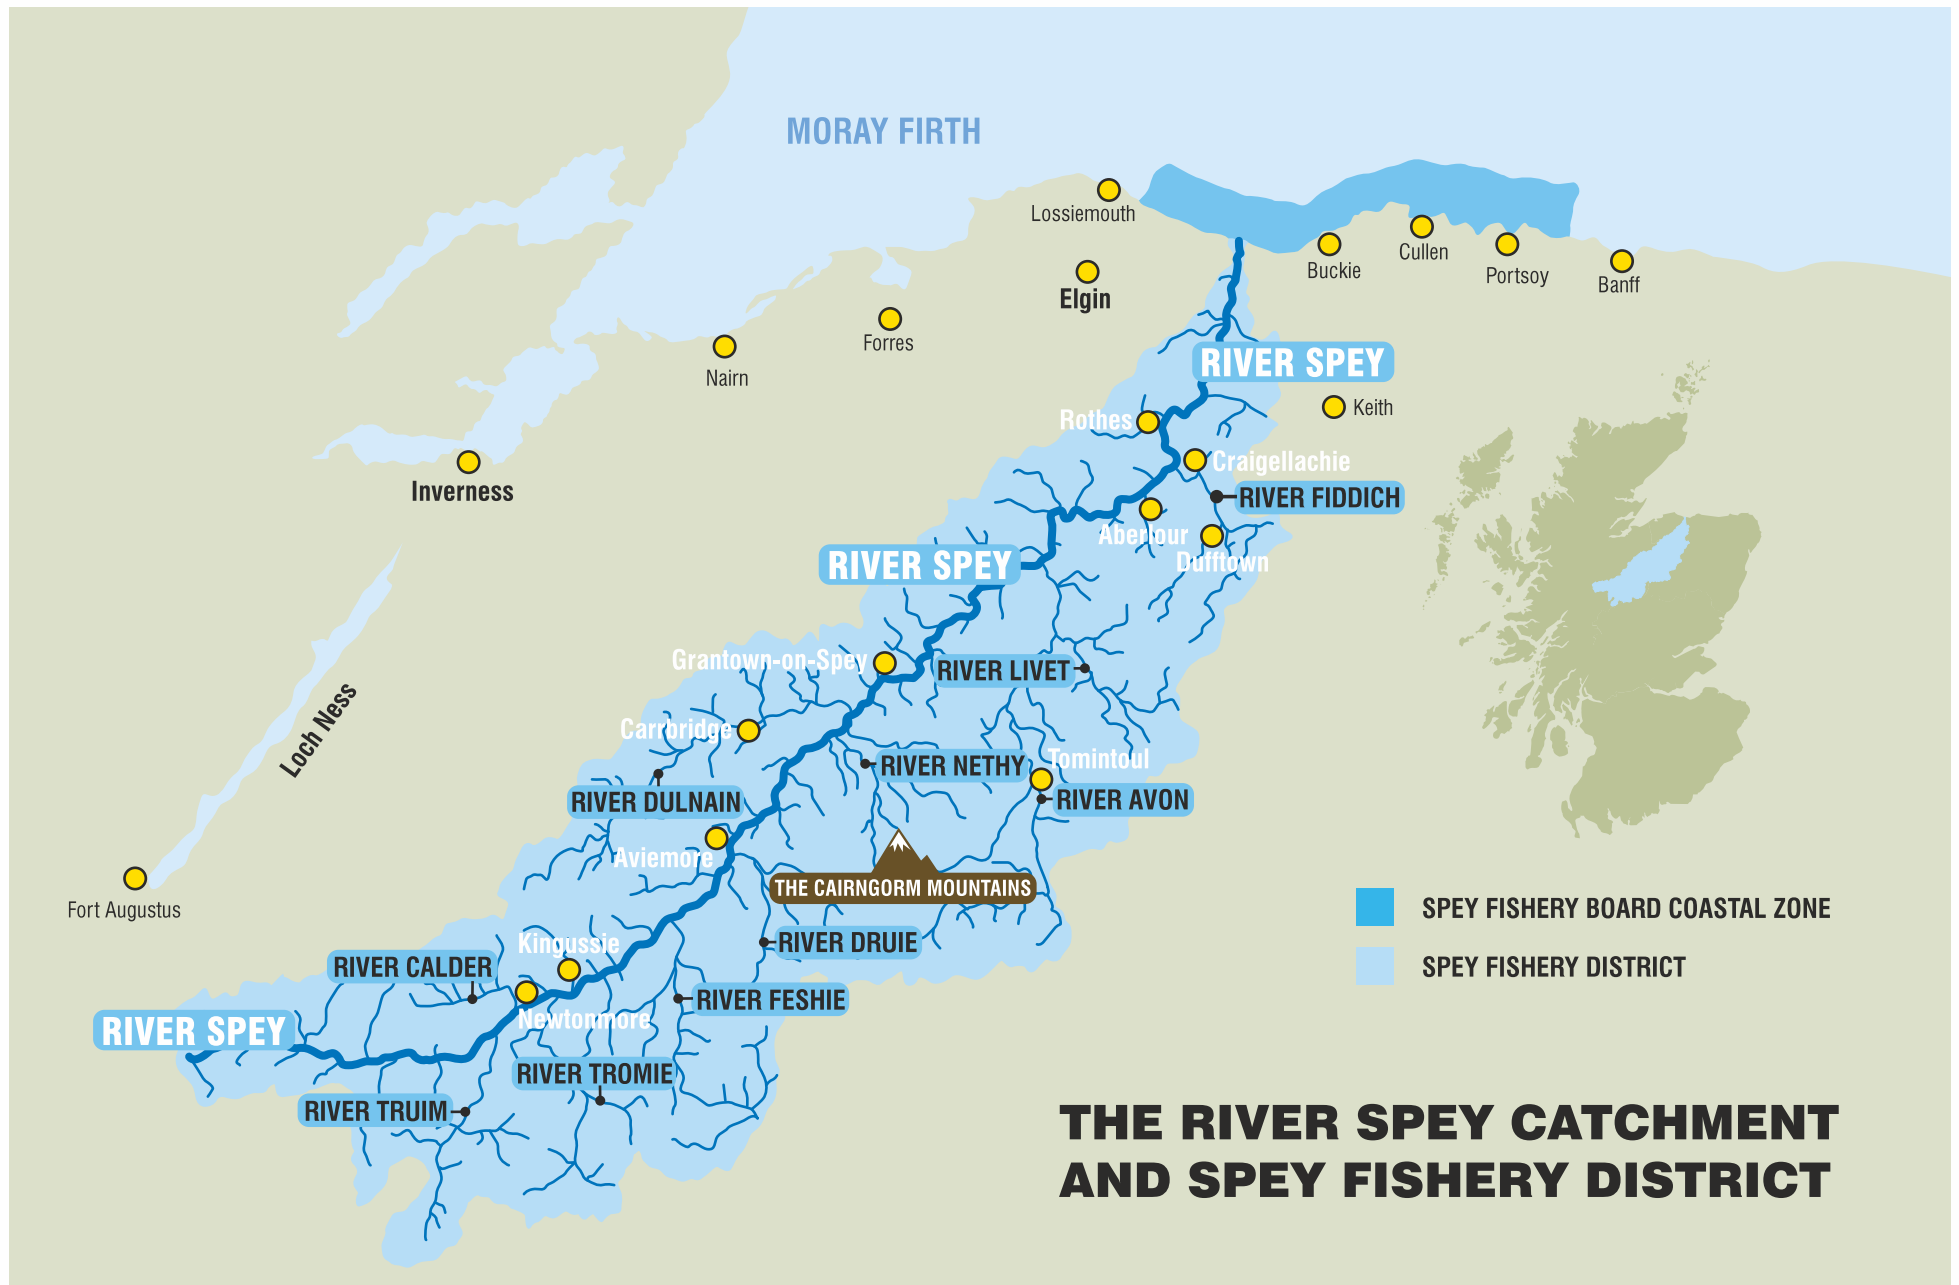 MORAY FIRTH
Lossiemouth
Elgin
Buckie
Cullen
Portsoy
Banff
Forres
Nairn
RIVER SPEY
Keith
Rothes
Craigellachie
Inverness
RIVER FIDDICH
Aberlour
Dufftown
RIVER SPEY
Grantown-on-Spey
RIVER LIVET
Loch Ness
Carrbridge
RIVER NETHY
Tomintoul
RIVER DULNAIN
RIVER AVON
Aviemore
THE CAIRNGORM MOUNTAINS
Fort Augustus
SPEY FISHERY BOARD COASTAL ZONE
Kingussie
RIVER DRUIE
RIVER CALDER
SPEY FISHERY DISTRICT
RIVER FESHIE
Newtonmore
RIVER SPEY
RIVER TROMIE
RIVER TRUIM
THE RIVER SPEY CATCHMENT
AND SPEY FISHERY DISTRICT